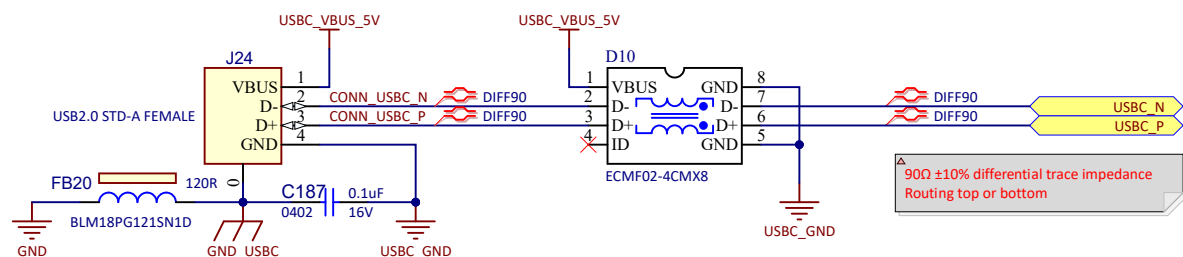 USBC_VBUS_5V
USBC_VBUS_5V
J24
D10
VBUS 1
D- 2
D+ 3
GND 4
0
USB2.0 STD-A FEMALE
CONN_USBC_N
DIFF90
CONN_USBC_P
DIFF90
1 VBUS GND 8
2 D- D- 7
3 D+ D+ 6
4 ID GND 5
ECMF02-4CMX8
DIFF90
DIFF90
USBC_N
USBC_P
90Ω ±10% differential trace impedance
Routing top or bottom
FB20
120R
BLM18PG121SN1D
C187
0402
0.1uF
16V
GND
GND_USBC
USBC_GND
USBC_GND